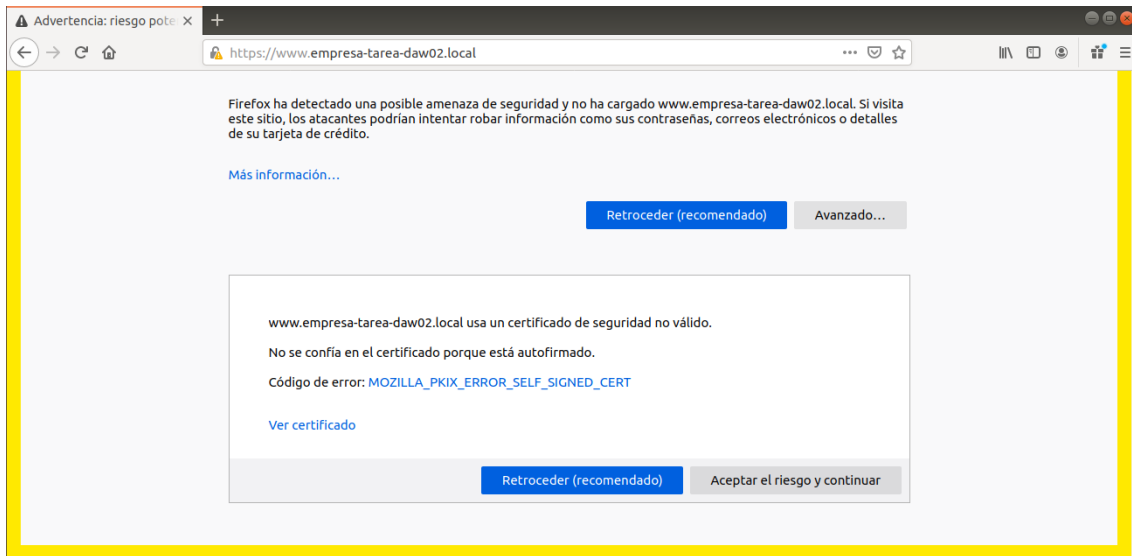 Advertencia: riesgo pote
https://www.empresa-tarea-daw02.local
Firefox ha detectado una posible amenaza de seguridad y no ha cargado www.empresa-tarea-daw02.local. Si visita
este sitio, los atacantes podrían intentar robar información como sus contraseñas, correos electrónicos o detalles
de su tarjeta de crédito.
Más información...
Retroceder (recomendado) Avanzado...
www.empresa-tarea-daw02.local usa un certificado de seguridad no válido.
No se confía en el certificado porque está autofirmado.
Código de error: MOZILLA_PKIX_ERROR_SELF_SIGNED_CERT
Ver certificado
Retroceder (recomendado) Aceptar el riesgo y continuar